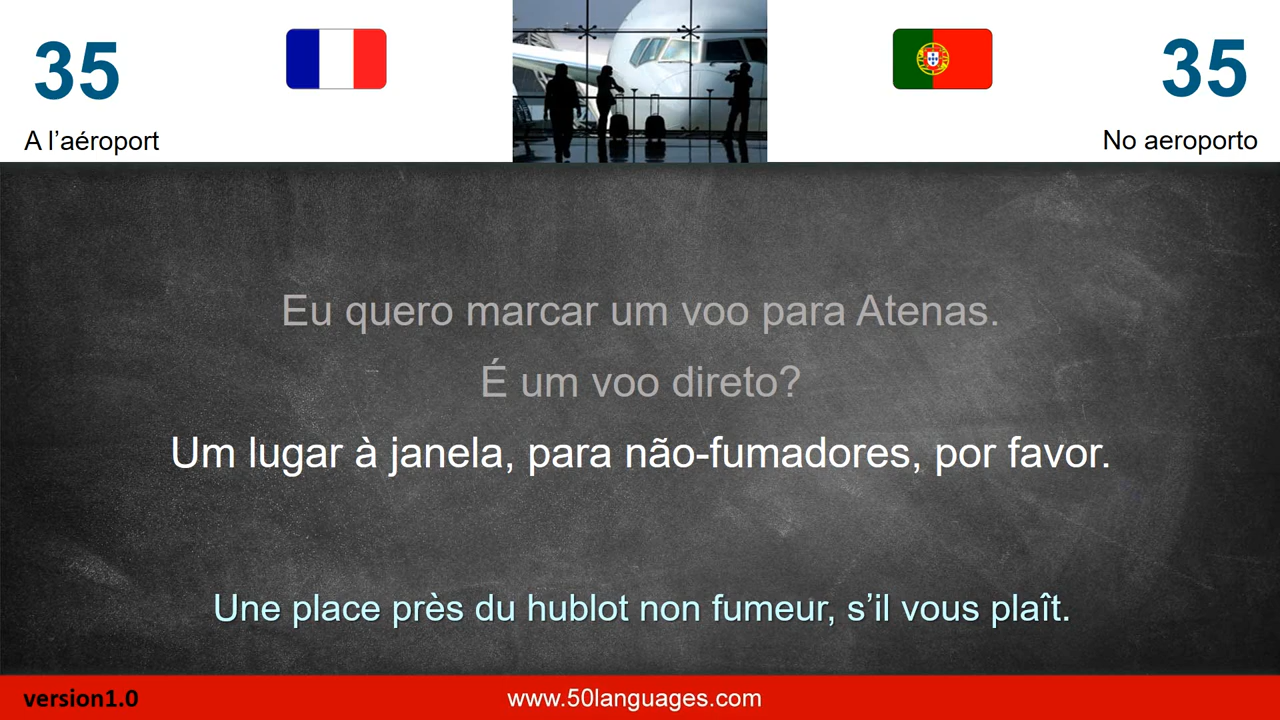 35
35
A l’aéroport
No aeroporto
Eu quero marcar um voo para Atenas.
É um voo direto?
Um lugar à janela, para não-fumadores, por favor.
Une place près du hublot non fumeur, s’il vous plaît.
version1.0
www.50languages.com